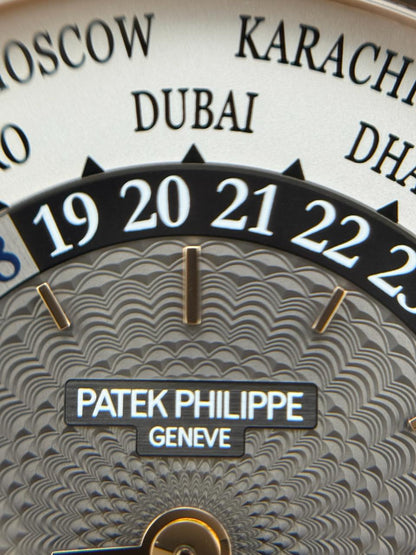 MOSCOW
KARACHI
DUBAI
19 20 21 22
PATEK PHILIPPE
GENEVE